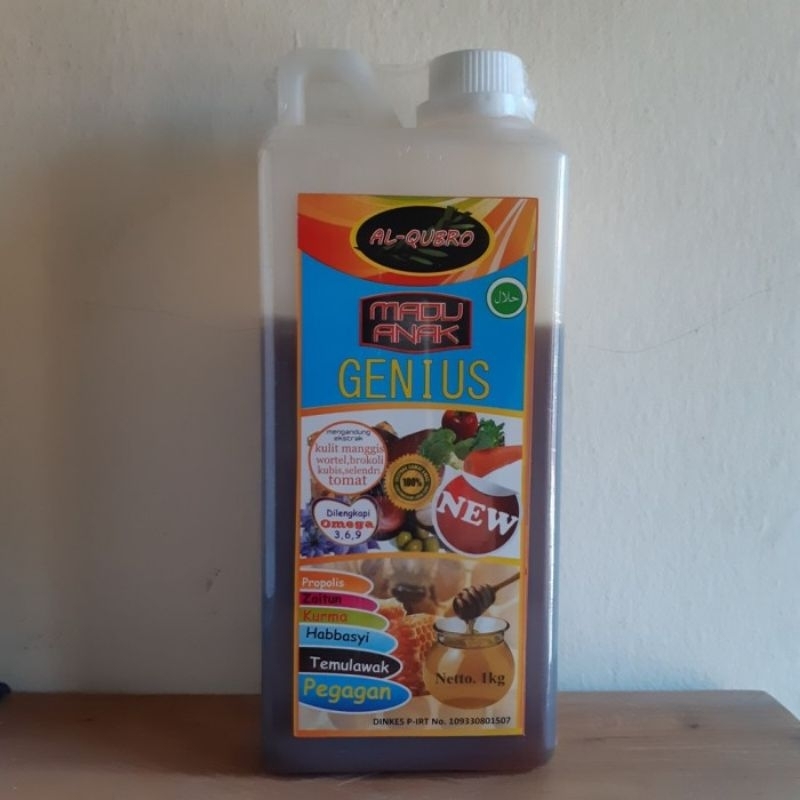 AL-QUBRO
حلال
MADU
ANAK
GENIUS
mengandung
ekstrak
kulit manggis
wortel,brokoli
kubis,selendri
tomat
100%
NEW
Dilengkapi
Omega
3,6,9
Propolis
Zaitun
Kurma
Habbasyi
Temulawak
Pegagan
Netto. 1kg
DINKES P-IRT No. 109330801507